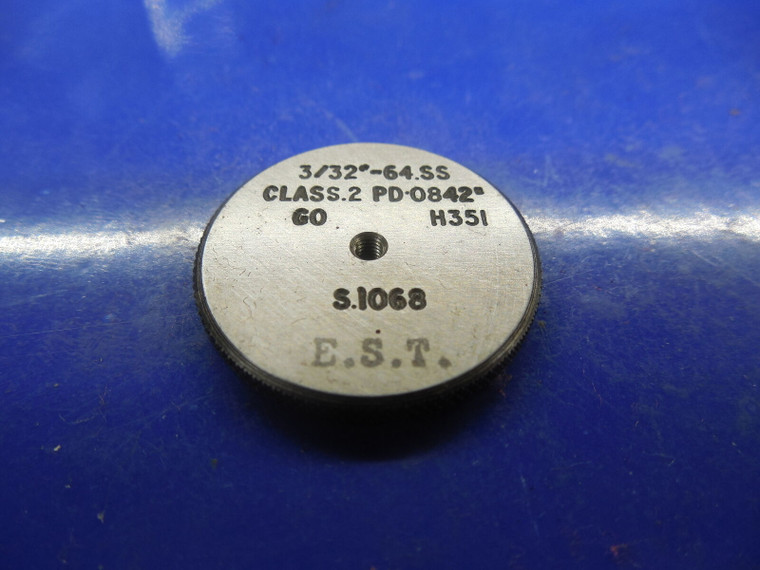 3/32"-64.SS
CLASS.2 PD·0842"
GO H351
S.1068
E.S.T.